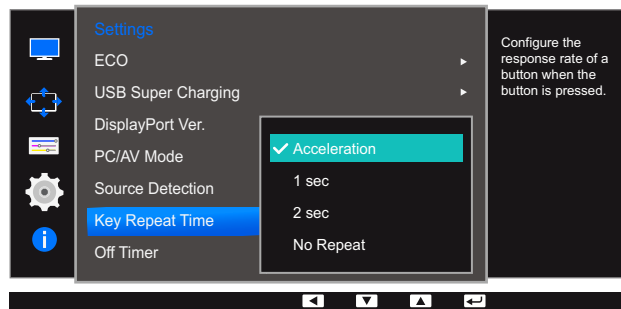 Settings
ECO
USB Super Charging
DisplayPort Ver.
PC/AV Mode
Source Detection
Key Repeat Time
Off Timer
Acceleration
1 sec
2 sec
No Repeat
Configure the
response rate of a
button when the
button is pressed.